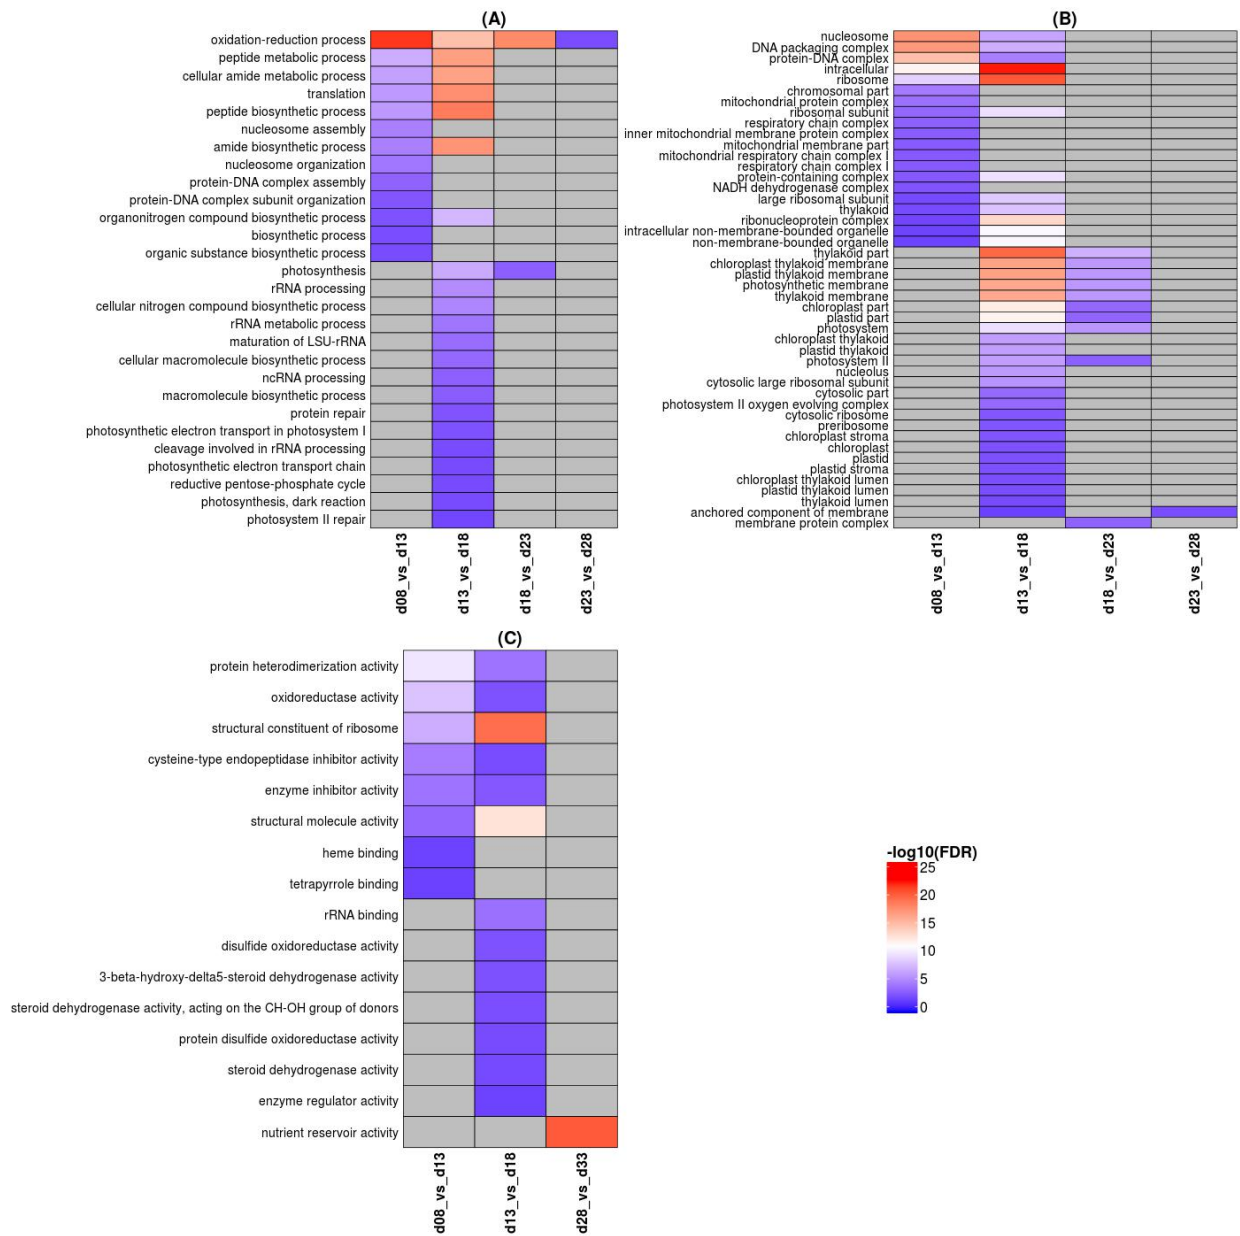 (A)
oxidation-reduction process
peptide metabolic process
cellular amide metabolic process
translation
peptide biosynthetic process
nucleosome assembly
amide biosynthetic process
nucleosome organization
protein-DNA complex assembly
protein-DNA complex subunit organization
organonitrogen compound biosynthetic process
biosynthetic process
organic substance biosynthetic process
photosynthesis
rRNA processing
cellular nitrogen compound biosynthetic process
rRNA metabolic process
maturation of LSU-rRNA
cellular macromolecule biosynthetic process
ncRNA processing
macromolecule biosynthetic process
protein repair
photosynthetic electron transport in photosystem I
cleavage involved in rRNA processing
photosynthetic electron transport chain
reductive pentose-phosphate cycle
photosynthesis, dark reaction
photosystem II repair
d08_vs_d13
d13_vs_d18
d18_vs_d23
d23_vs_d28
(B)
nucleosome
DNA packaging complex
protein-DNA complex
intracellular
ribosome
chromosomal part
mitochondrial protein complex
ribosomal subunit
respiratory chain complex
inner mitochondrial membrane protein complex
mitochondrial membrane part
mitochondrial respiratory chain complex I
respiratory chain complex I
protein-containing complex
NADH dehydrogenase complex
large ribosomal subunit
thylakoid
ribonucleoprotein complex
intracellular non-membrane-bounded organelle
non-membrane-bounded organelle
thylakoid part
chloroplast thylakoid membrane
plastid thylakoid membrane
photosynthetic membrane
thylakoid membrane
chloroplast part
plastid part
photosystem
chloroplast thylakoid
plastid thylakoid
photosystem II
nucleolus
cytosolic large ribosomal subunit
cytosolic part
photosystem II oxygen evolving complex
cytosolic ribosome
preribosome
chloroplast stroma
chloroplast
plastid
plastid stroma
chloroplast thylakoid lumen
plastid thylakoid lumen
thylakoid lumen
anchored component of membrane
membrane protein complex
d08_vs_d13
d13_vs_d18
d18_vs_d23
d23_vs_d28
(C)
protein heterodimerization activity
oxidoreductase activity
structural constituent of ribosome
cysteine-type endopeptidase inhibitor activity
enzyme inhibitor activity
structural molecule activity
heme binding
tetrapyrrole binding
rRNA binding
disulfide oxidoreductase activity
3-beta-hydroxy-delta5-steroid dehydrogenase activity
steroid dehydrogenase activity, acting on the CH-OH group of donors
protein disulfide oxidoreductase activity
steroid dehydrogenase activity
enzyme regulator activity
nutrient reservoir activity
d08_vs_d13
d13_vs_d18
d28_vs_d33
-log10(FDR)
25
20
15
10
5
0